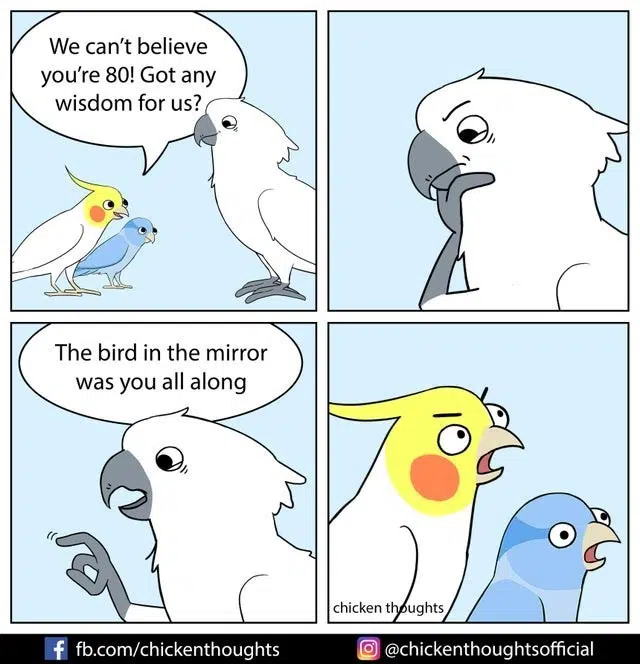 We can't believe
you're 80! Got any
wisdom for us?
The bird in the mirror
was you all along
chicken thoughts
fb.com/chickenthoughts
@chickenthoughtsofficial